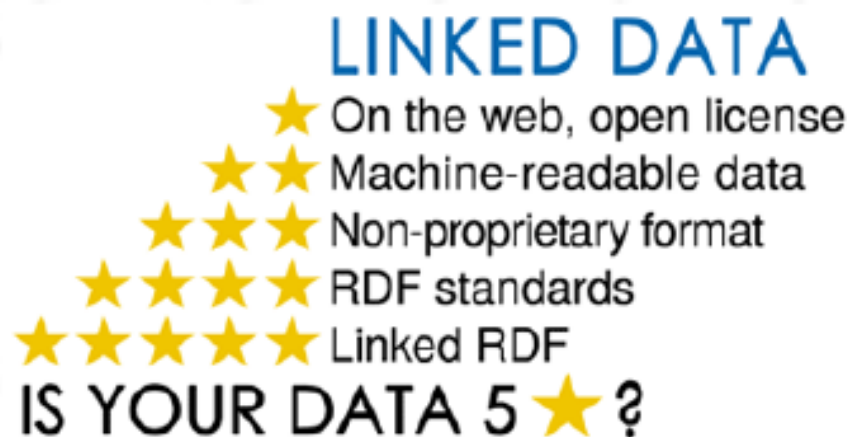 LINKED DATA
★ On the web, open license
★ ★ Machine-readable data
★ ★ ★ Non-proprietary format
★ ★ ★ ★ RDF standards
★ ★ ★ ★ ★ Linked RDF
IS YOUR DATA 5 ★ ?